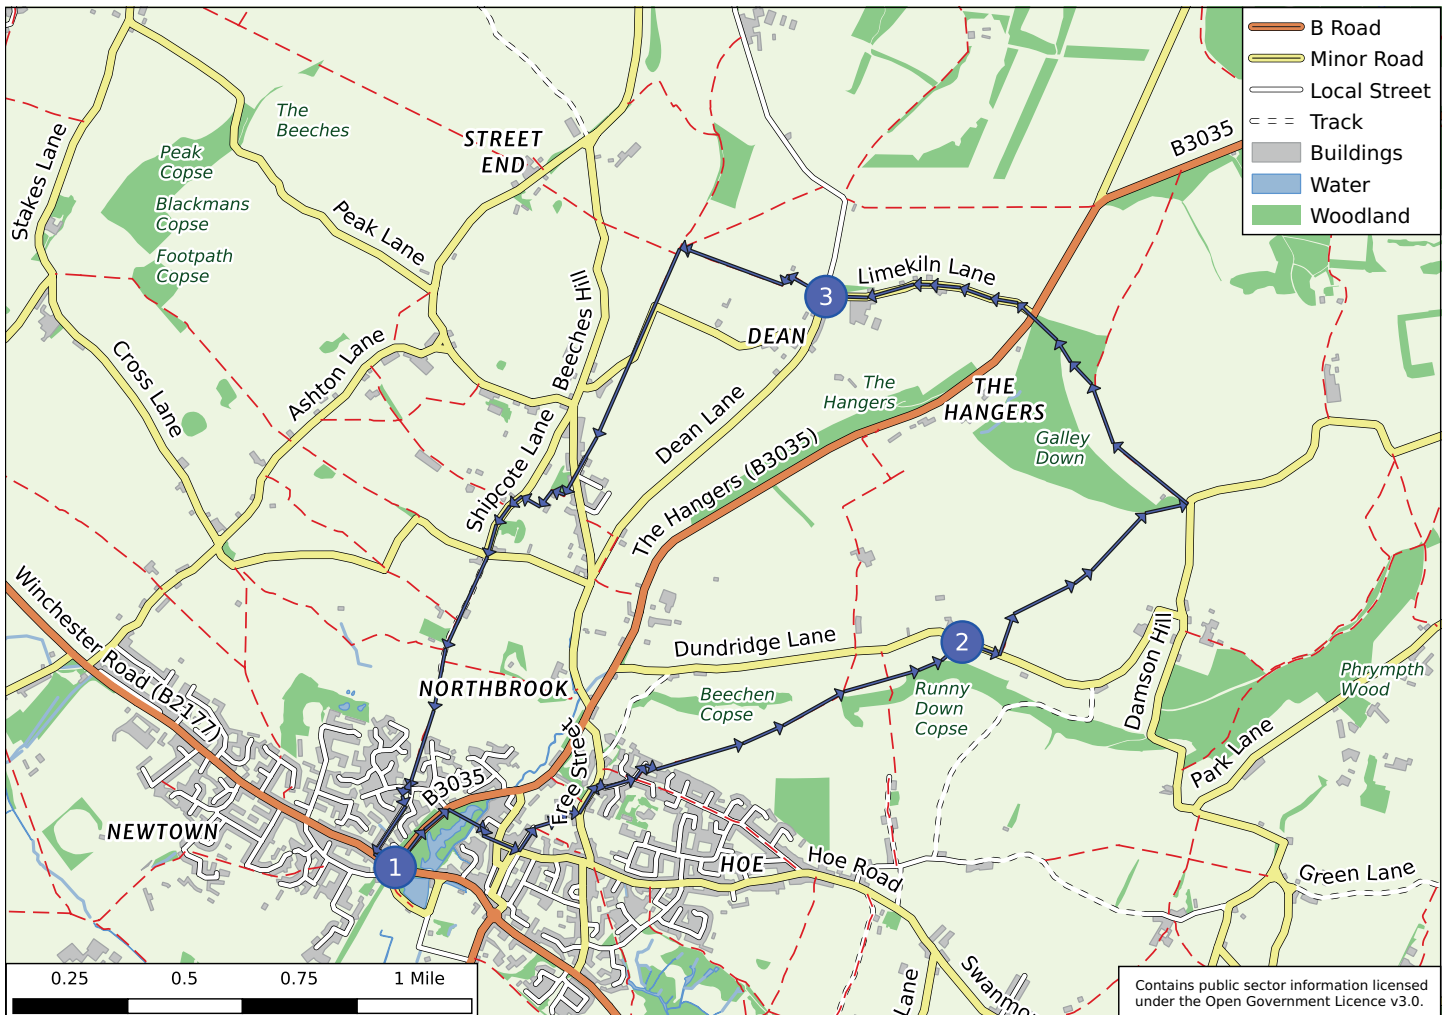 B Road
Minor Road
Local Street
Track
Buildings
Water
Woodland
B3035
The
Beeches
STREET
END
Peak
Copse
Blackmans
Copse
Footpath
Copse
Stakes Lane
Peak Lane
Limekiln Lane
3
Beeches Hill
DEAN
Cross Lane
Ashton Lane
The
Hangers
THE
HANGERS
Galley
Down
Dean Lane
Shipcote Lane
The Hangers (B3035)
Winchester Road (B2177)
Dundridge Lane
2
Damson Hill
NORTHBROOK
Beechen
Copse
Runny
Down
Copse
Phrympth
Wood
Park Lane
Free Street
B3035
NEWTOWN
1
HOE
Hoe Road
Green Lane
Swanmo
Lane
0.25
0.5
0.75
1 Mile
Contains public sector information licensed
under the Open Government Licence v3.0.